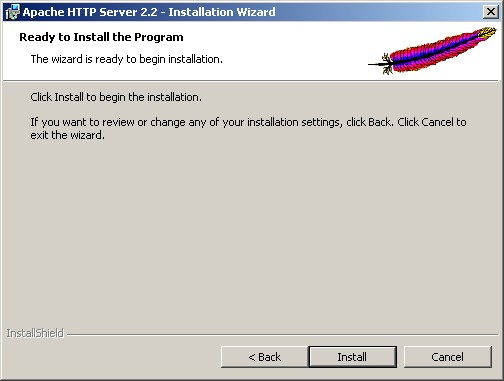 Apache HTTP Server 2.2 - Installation Wizard
Ready to Install the Program
The wizard is ready to begin installation.
Click Install to begin the installation.
If you want to review or change any of your installation settings, click Back. Click Cancel to
exit the wizard.
InstallShield
< Back Install Cancel